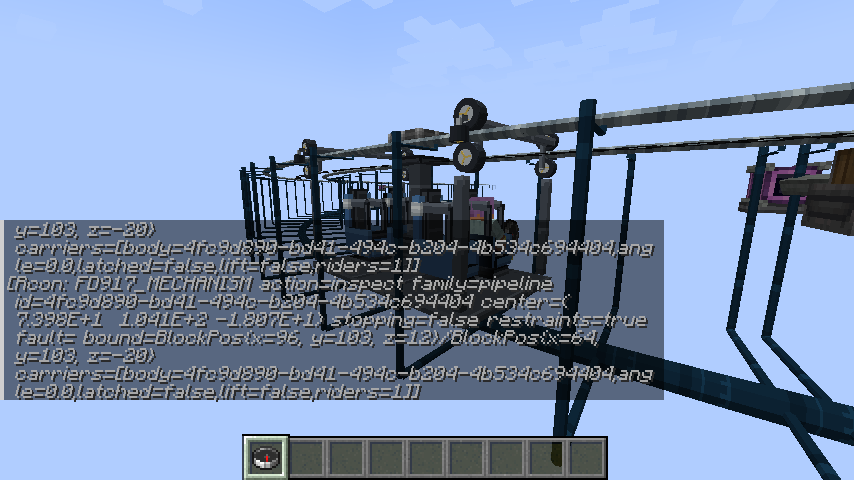 y=103, z=-20}
carriers=[body=4fc9d890-bd41-494c-b204-4b534c694404,ang
le=0.0,latched=false,lift=false,riders=1]]
[Rcon: FD917_MECHANISM action=inspect family=pipeline
id=4fc9d890-bd41-494c-b204-4b534c694404 center=(
7.398E+1 1.041E+2 -1.807E+1) stopping=false restraints=true
fault= bound=BlockPos{x=96, y=103, z=12}/BlockPos{x=64,
y=103, z=-20}
carriers=[body=4fc9d890-bd41-494c-b204-4b534c694404,ang
le=0.0,latched=false,lift=false,riders=1]]